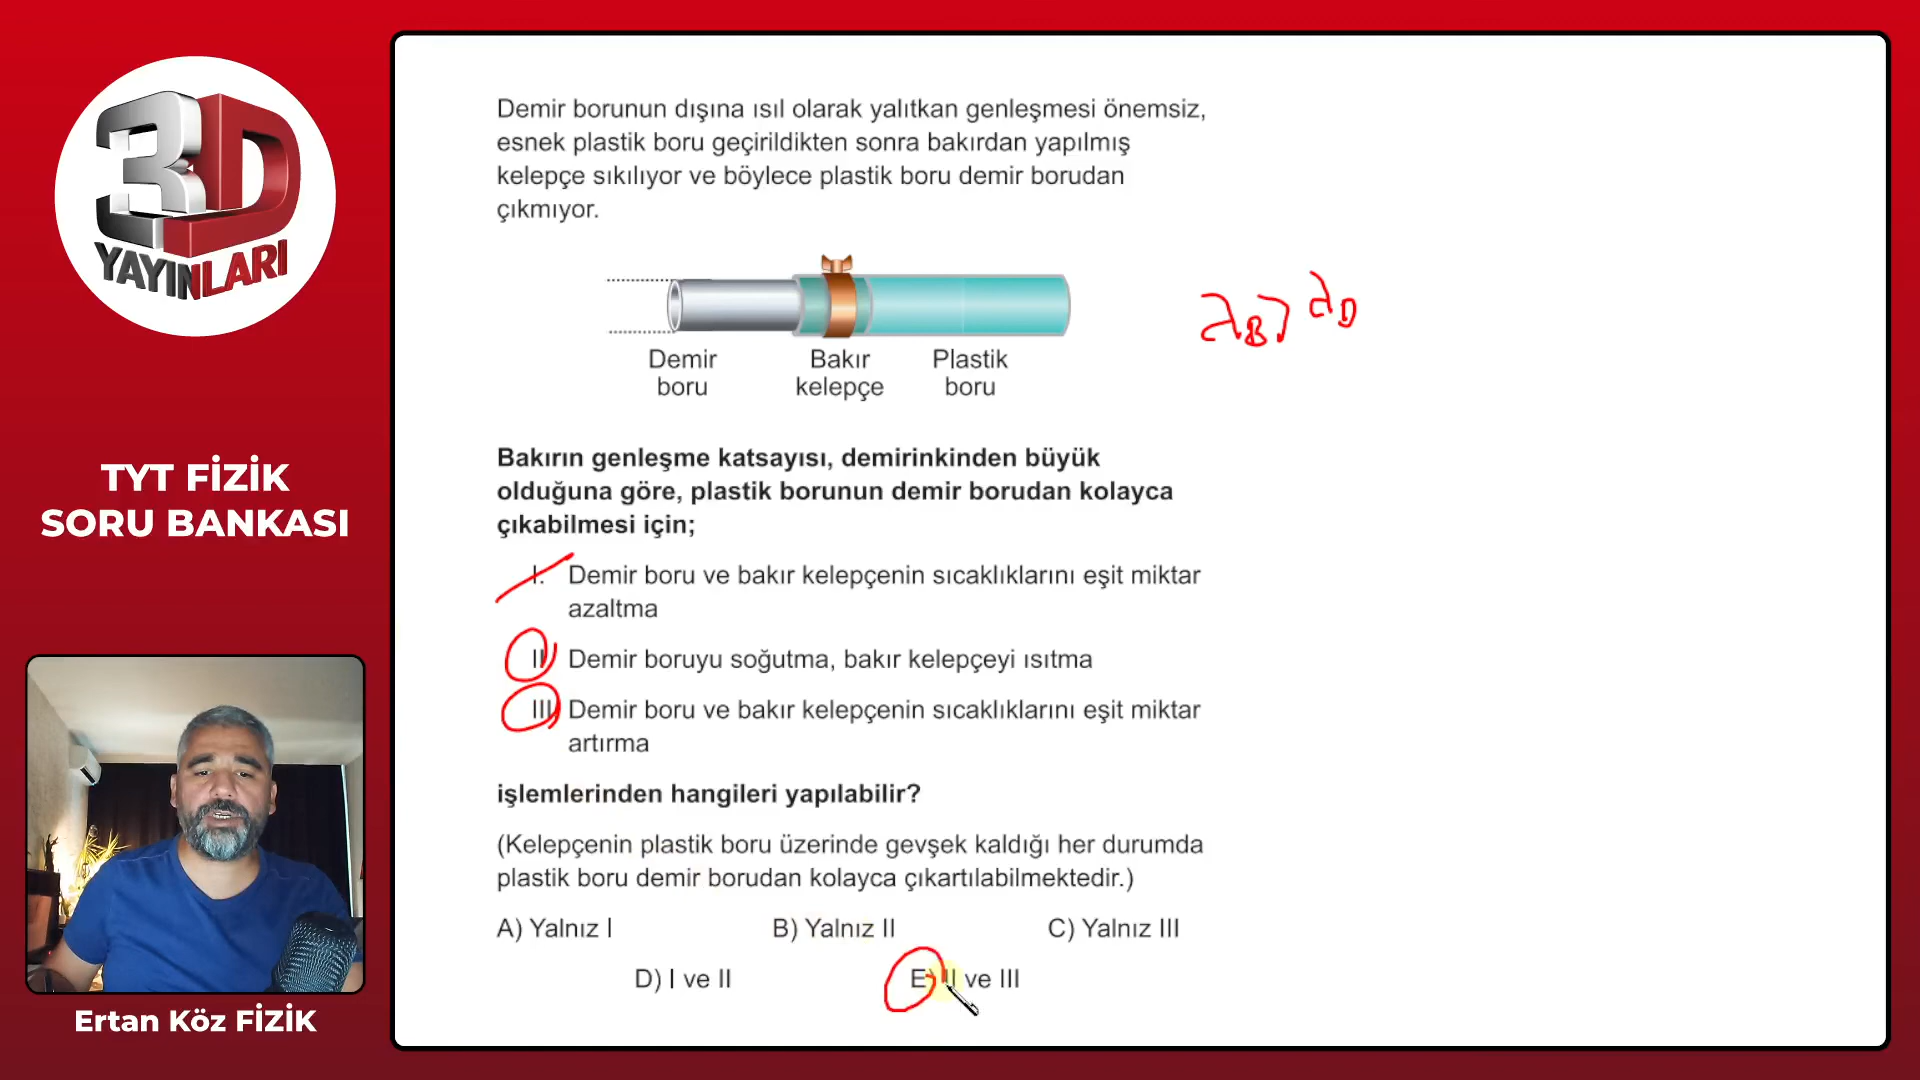 3D
YAYINLARI
TYT FİZİK
SORU BANKASI
Ertan Köz FİZİK
Demir borunun dışına ısıl olarak yalıtkan genleşmesi önemsiz,
esnek plastik boru geçirildikten sonra bakırdan yapılmış
kelepçe sıkılıyor ve böylece plastik boru demir borudan
çıkmıyor.
λB > λD
Demir boru
Bakır kelepçe
Plastik boru
Bakırın genleşme katsayısı, demirinkinden büyük
olduğuna göre, plastik borunun demir borudan kolayca
çıkabilmesi için;
I. Demir boru ve bakır kelepçenin sıcaklıklarını eşit miktar
azaltma
II. Demir boruyu soğutma, bakır kelepçeyi ısıtma
III. Demir boru ve bakır kelepçenin sıcaklıklarını eşit miktar
artırma
işlemlerinden hangileri yapılabilir?
(Kelepçenin plastik boru üzerinde gevşek kaldığı her durumda
plastik boru demir borudan kolayca çıkartılabilmektedir.)
A) Yalnız I B) Yalnız II C) Yalnız III
D) I ve II E) II ve III